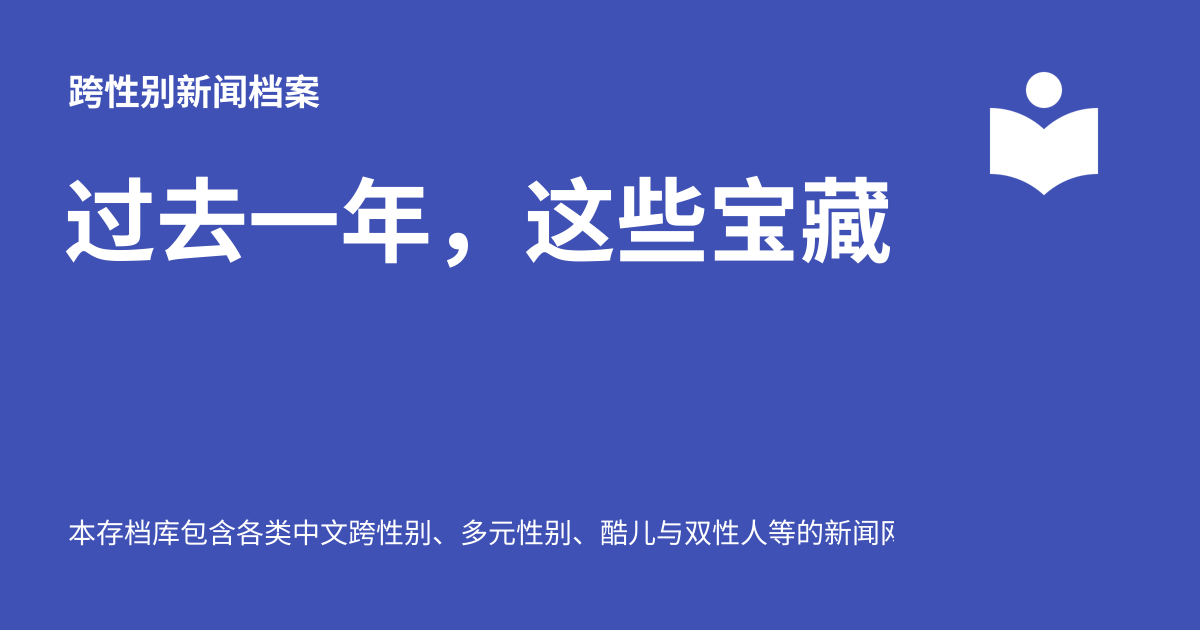 跨性别新闻档案
过去一年，这些宝藏
本存档库包含各类中文跨性别、多元性别、酷儿与双性人等的新闻